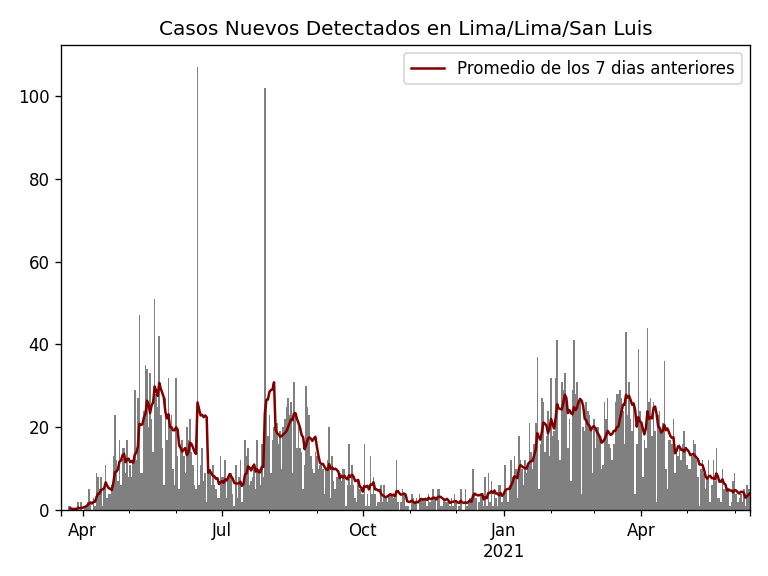 Casos Nuevos Detectados en Lima/Lima/San Luis
Promedio de los 7 dias anteriores
100
80
60
40
20
0
Apr Jul Oct Jan Apr
2021